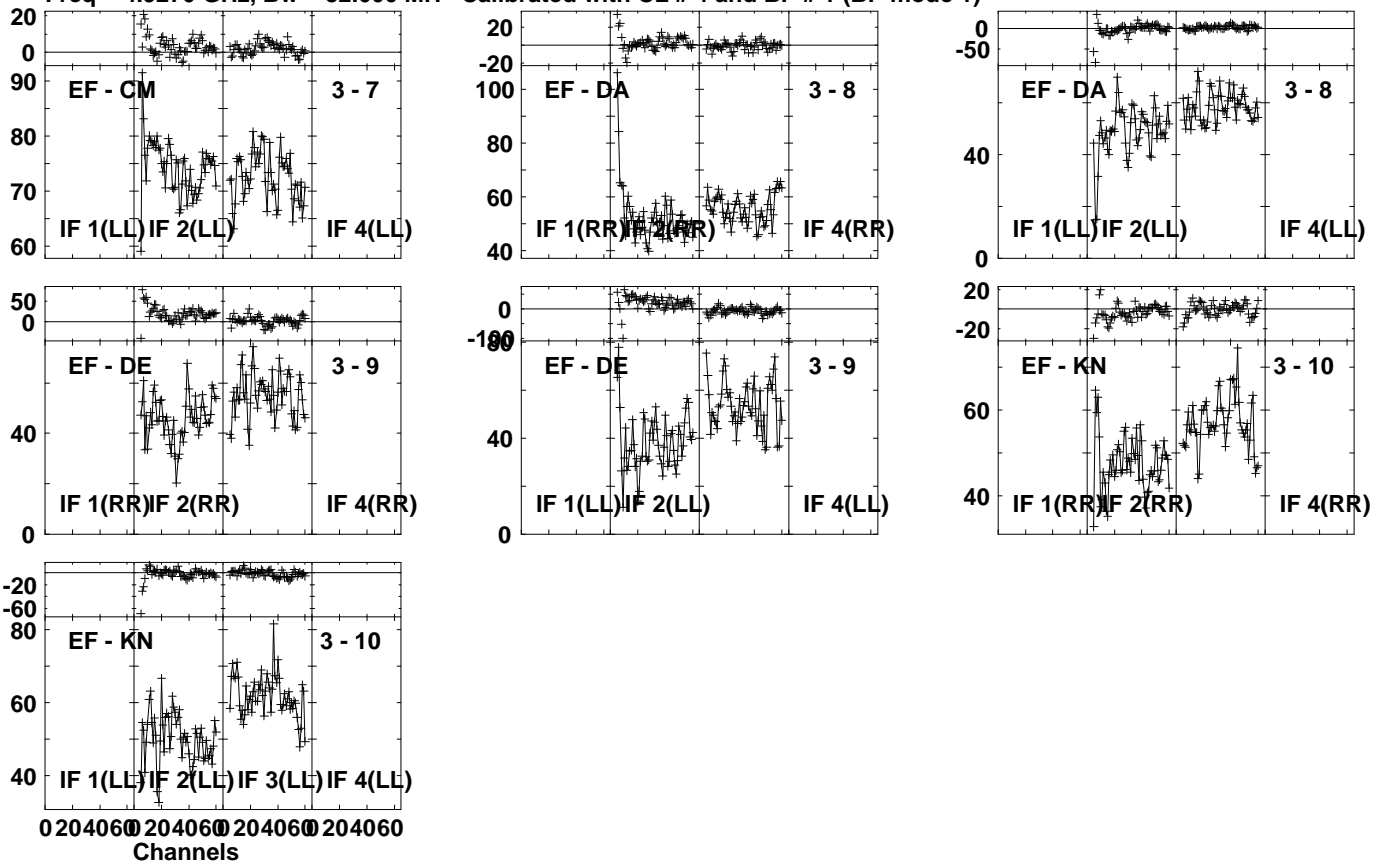 20
0
90
80
70
60
EF - CM
3 - 7
IF 1(LL) IF 2(LL)
IF 4(LL)
20
-20
100
80
60
40
EF - DA
3 - 8
IF 1(RR) IF 2(RR)
IF 4(RR)
0
-50
40
0
EF - DA
3 - 8
IF 1(LL) IF 2(LL)
IF 4(LL)
50
0
40
0
EF - DE
3 - 9
IF 1(RR) IF 2(RR)
IF 4(RR)
0
-100
80
40
0
EF - DE
3 - 9
IF 1(LL) IF 2(LL)
IF 4(LL)
20
-20
60
40
EF - KN
3 - 10
IF 1(RR) IF 2(RR)
IF 4(RR)
-20
-60
80
60
40
EF - KN
3 - 10
IF 1(LL) IF 2(LL) IF 3(LL) IF 4(LL)
0 20 40 60 0 20 40 60 0 20 40 60 0 20 40 60
Channels